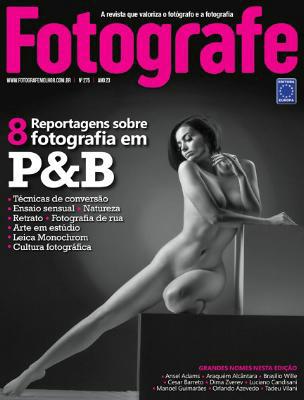 A revista que valoriza o fotógrafo e a fotografia
Fotografe
WWW.FOTOGRAFEMELHOR.COM.BR | Nº 275 | ANO 23
EDITORA
EUROPA
8 Reportagens sobre
fotografia em
P&B
• Técnicas de conversão
• Ensaio sensual • Natureza
• Retrato • Fotografia de rua
• Arte em estúdio
• Leica Monochrom
• Cultura fotográfica
GRANDES NOMES NESTA EDIÇÃO
• Ansel Adams • Araquém Alcântara • Brasilio Wille
• Cesar Barreto • Dima Zverev • Luciano Candisani
• Manoel Guimarães • Orlando Azevedo • Tadeu Vilani